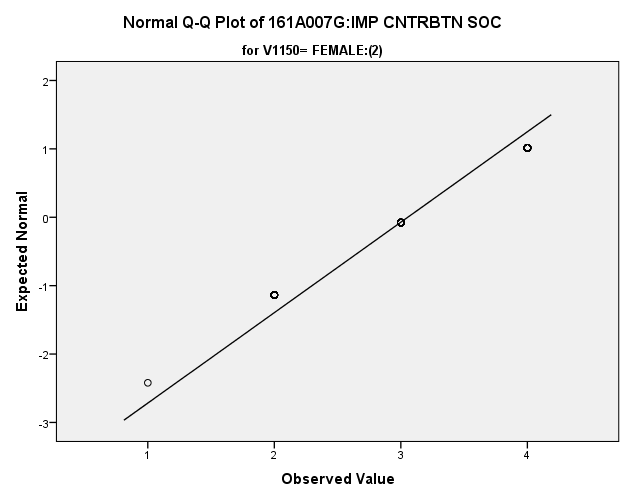 Normal Q-Q Plot of 161A007G:IMP CNTRBTN SOC
for V1150= FEMALE:(2)
Expected Normal
2
1
0
-1
-2
-3
1 2 3 4
Observed Value